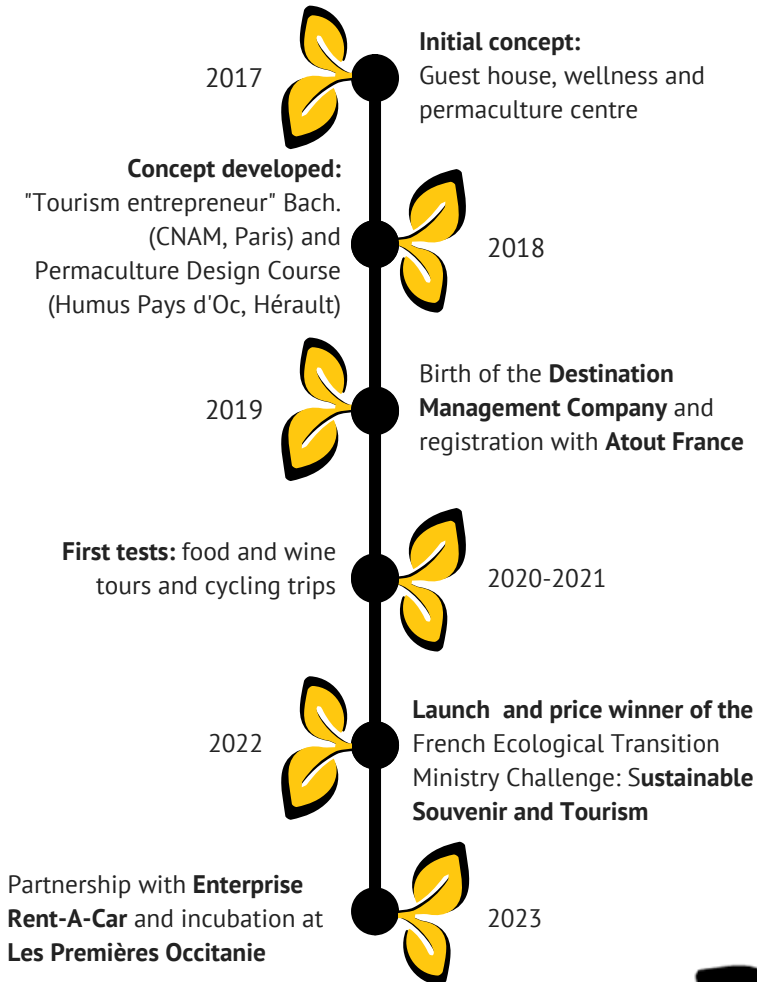 2017
Initial concept:
Guest house, wellness and
permaculture centre
Concept developed:
"Tourism entrepreneur" Bach.
(CNAM, Paris) and
Permaculture Design Course
(Humus Pays d'Oc, Hérault)
2018
2019
Birth of the Destination
Management Company and
registration with Atout France
First tests: food and wine
tours and cycling trips
2020-2021
2022
Launch and price winner of the
French Ecological Transition
Ministry Challenge: Sustainable
Souvenir and Tourism
Partnership with Enterprise
Rent-A-Car and incubation at
Les Premières Occitanie
2023